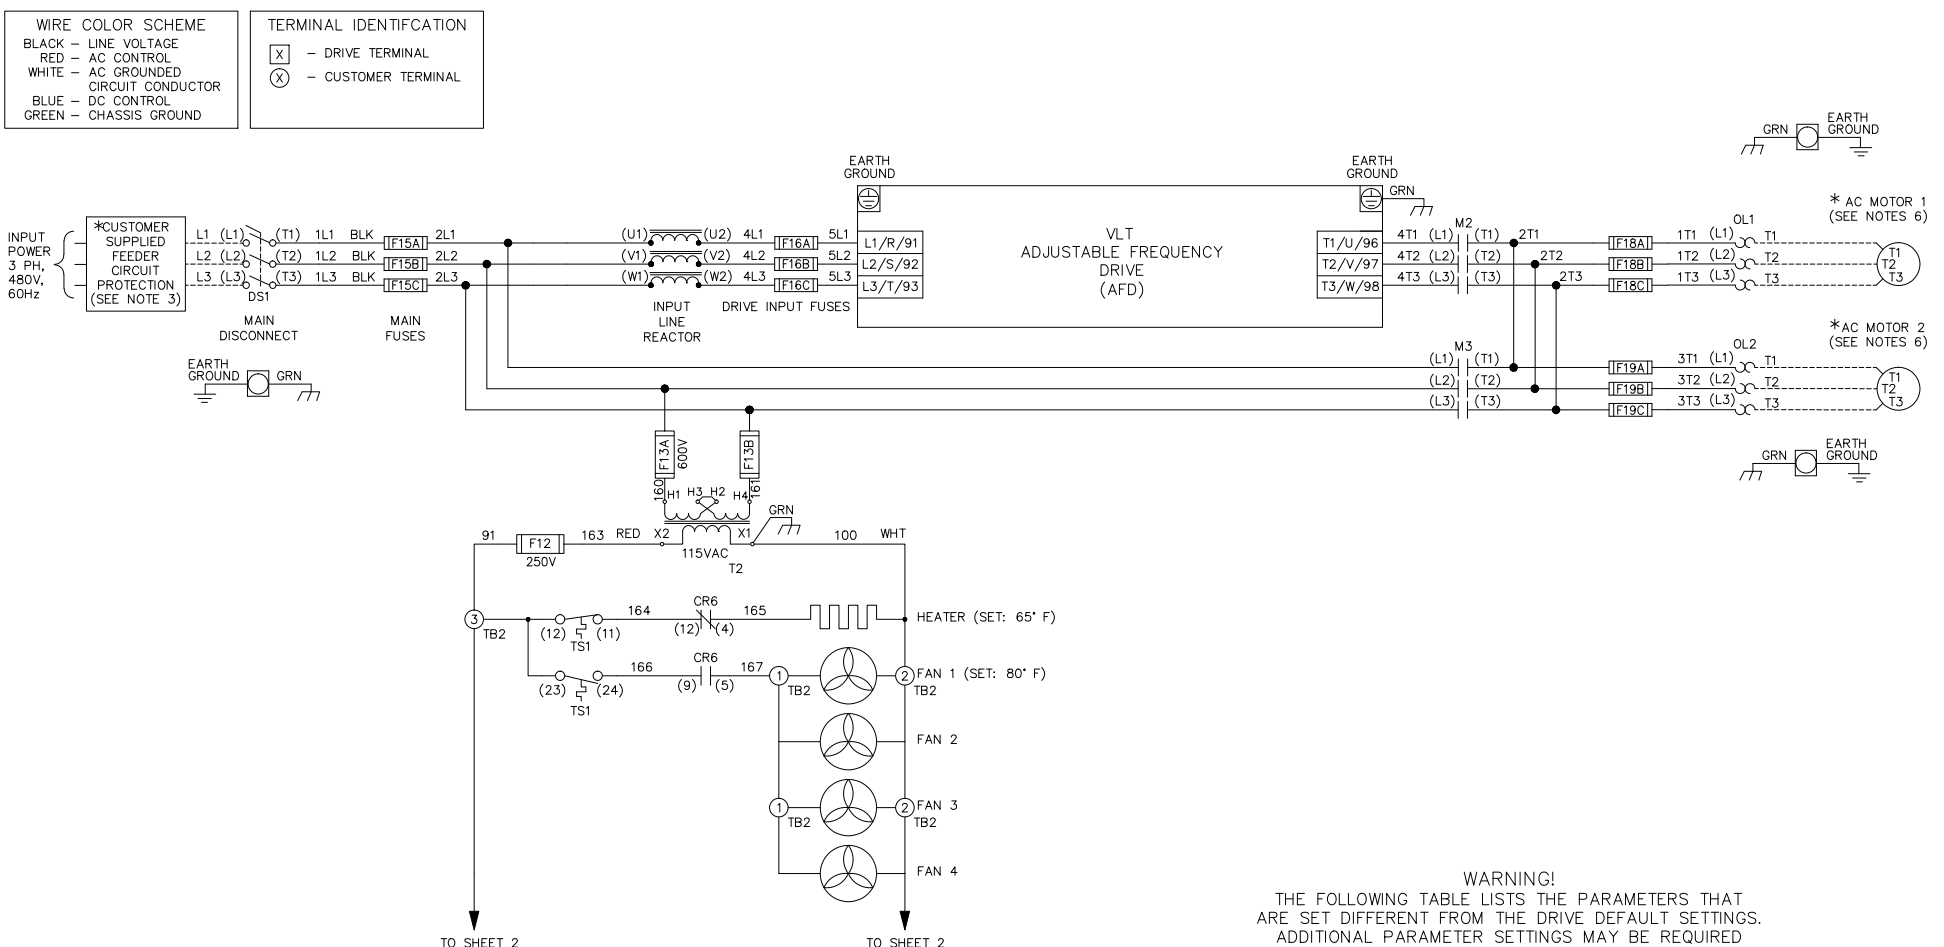 WIRE COLOR SCHEME
BLACK – LINE VOLTAGE
RED – AC CONTROL
WHITE – AC GROUNDED
CIRCUIT CONDUCTOR
BLUE – DC CONTROL
GREEN – CHASSIS GROUND
TERMINAL IDENTIFCATION
X – DRIVE TERMINAL
X – CUSTOMER TERMINAL
INPUT
POWER
3 PH,
480V,
60Hz
*CUSTOMER
SUPPLIED
FEEDER
CIRCUIT
PROTECTION
(SEE NOTE 3)
L1 (L1) (T1) 1L1 BLK F15A 2L1
L2 (L2) (T2) 1L2 BLK F15B 2L2
L3 (L3) (T3) 1L3 BLK F15C 2L3
DS1
MAIN
DISCONNECT
MAIN
FUSES
EARTH
GROUND GRN
(U1) (U2) 4L1 F16A 5L1
(V1) (V2) 4L2 F16B 5L2
(W1) (W2) 4L3 F16C 5L3
INPUT
LINE
REACTOR
DRIVE INPUT FUSES
EARTH
GROUND
L1/R/91
L2/S/92
L3/T/93
VLT
ADJUSTABLE FREQUENCY
DRIVE
(AFD)
EARTH
GROUND
GRN
T1/U/96
T2/V/97
T3/W/98
M2
4T1 (L1) (T1) 2T1 F18A 1T1 (L1) T1
4T2 (L2) (T2) 2T2 F18B 1T2 (L2) T2
4T3 (L3) (T3) 2T3 F18C 1T3 (L3) T3
OL1
GRN EARTH
GROUND
* AC MOTOR 1
(SEE NOTES 6)
T1
T2
T3
M3
(L1) (T1) F19A 3T1 (L1) T1
(L2) (T2) F19B 3T2 (L2) T2
(L3) (T3) F19C 3T3 (L3) T3
OL2
*AC MOTOR 2
(SEE NOTES 6)
T1
T2
T3
GRN EARTH
GROUND
F13A
600V
F13B
160
161
H1 H3 H2 H4
GRN
91 F12 163 RED X2 X1 100 WHT
250V
115VAC
T2
3
TB2
(12) (11) 164 CR6 165 HEATER (SET: 65° F)
TS1
(12) (4)
(23) (24) 166 CR6 167 1 2 FAN 1 (SET: 80° F)
TS1
(9) (5) TB2 TB2
FAN 2
1 2 FAN 3
TB2 TB2
FAN 4
TO SHEET 2
TO SHEET 2
WARNING!
THE FOLLOWING TABLE LISTS THE PARAMETERS THAT
ARE SET DIFFERENT FROM THE DRIVE DEFAULT SETTINGS.
ADDITIONAL PARAMETER SETTINGS MAY BE REQUIRED